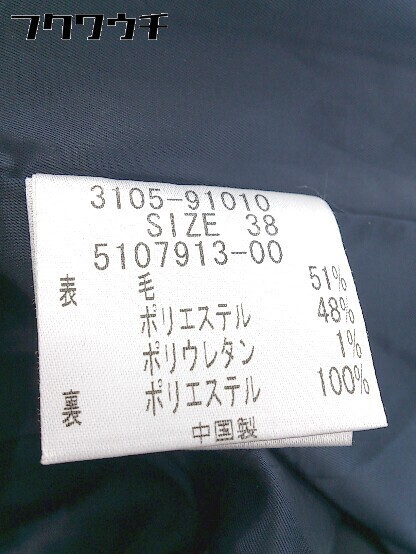 フクワウチ
3105-91010
SIZE 38
5107913-00
表 毛 51%
ポリエステル 48%
ポリウレタン 1%
裏 ポリエステル 100%
中国製